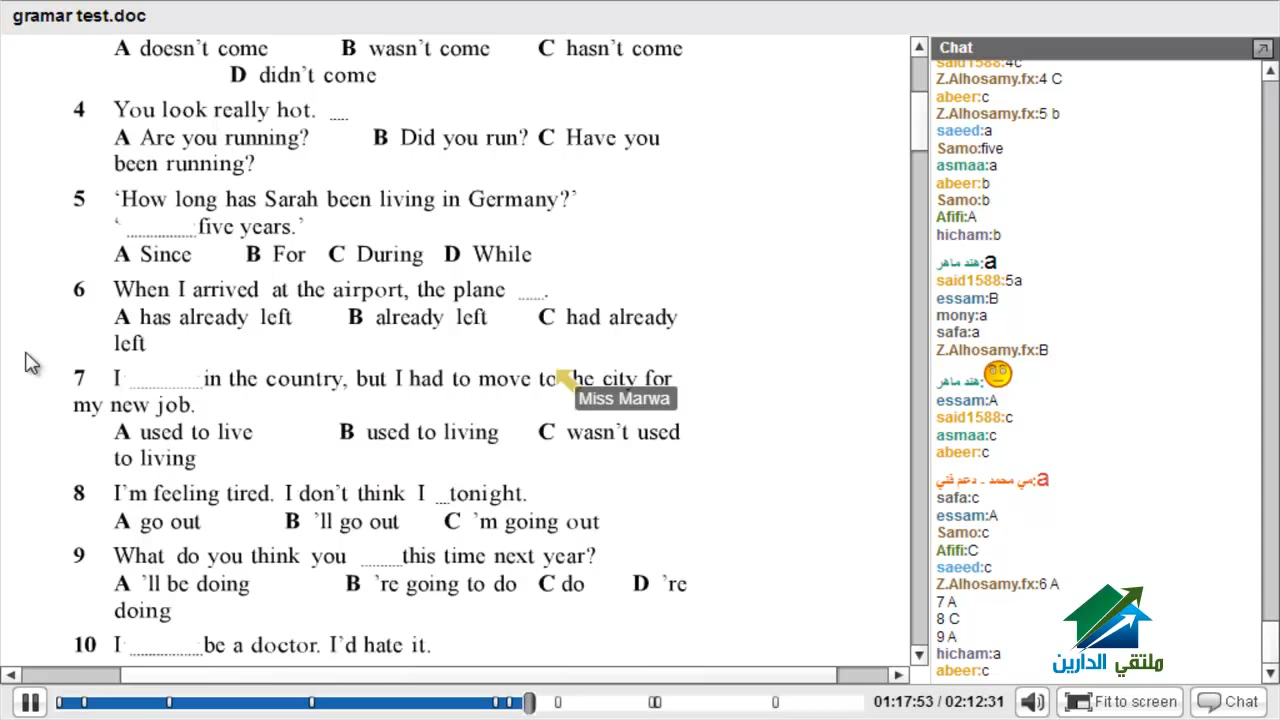 gramar test.doc
A doesn't come B wasn't come C hasn't come
D didn't come
4 You look really hot. .....
A Are you running? B Did you run? C Have you
been running?
5 'How long has Sarah been living in Germany?'
' .............. five years.'
A Since B For C During D While
6 When I arrived at the airport, the plane ...... .
A has already left B already left C had already
left
7 I ............... in the country, but I had to move to the city for
my new job.
A used to live B used to living C wasn't used
to living
8 I'm feeling tired. I don't think I ...tonight.
A go out B 'll go out C 'm going out
9 What do you think you ........this time next year?
A 'll be doing B 're going to do C do D 're
doing
10 I ............... be a doctor. I'd hate it.
Miss Marwa
Chat
said1588:4c
Z.Alhosamy.fx:4 C
abeer:c
Z.Alhosamy.fx:5 b
saeed:a
Samo:five
asmaa:a
abeer:b
Samo:b
Afifi:A
hicham:b
هند ماهر:a
said1588:5a
essam:B
mony:a
safa:a
Z.Alhosamy.fx:B
هند ماهر:
essam:A
said1588:c
asmaa:c
abeer:c
مي محمد - دعم فني:a
safa:c
essam:A
Samo:c
Afifi:C
saeed:c
Z.Alhosamy.fx:6 A
7 A
8 C
9 A
hicham:a
abeer:c
ملتقي الدارين
01:17:53 / 02:12:31
Fit to screen
Chat